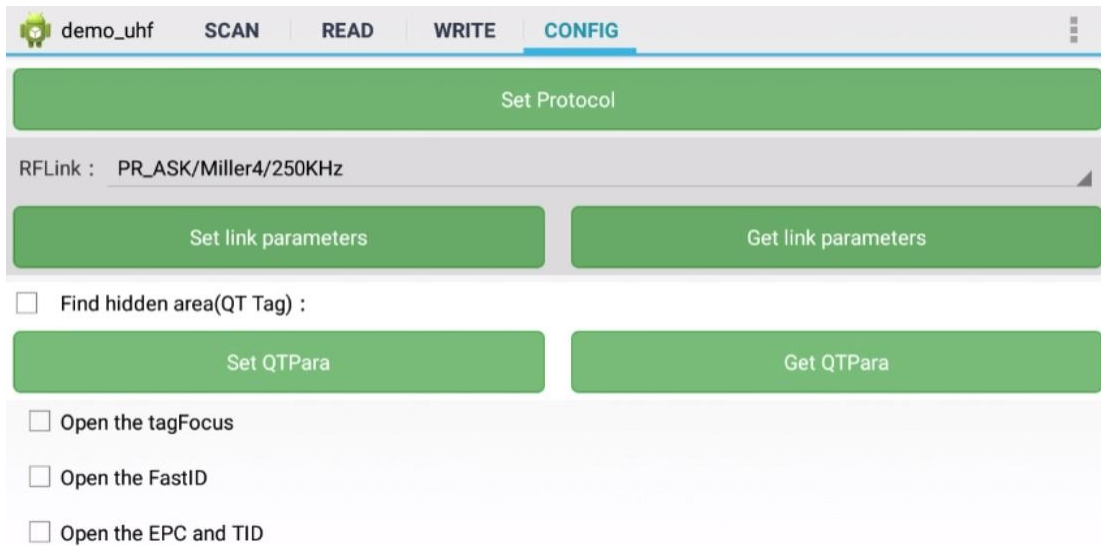 demo_uhf SCAN READ WRITE CONFIG
Set Protocol
RFLink : PR_ASK/Miller4/250KHz
Set link parameters Get link parameters
Find hidden area(QT Tag) :
Set QTPara Get QTPara
Open the tagFocus
Open the FastID
Open the EPC and TID